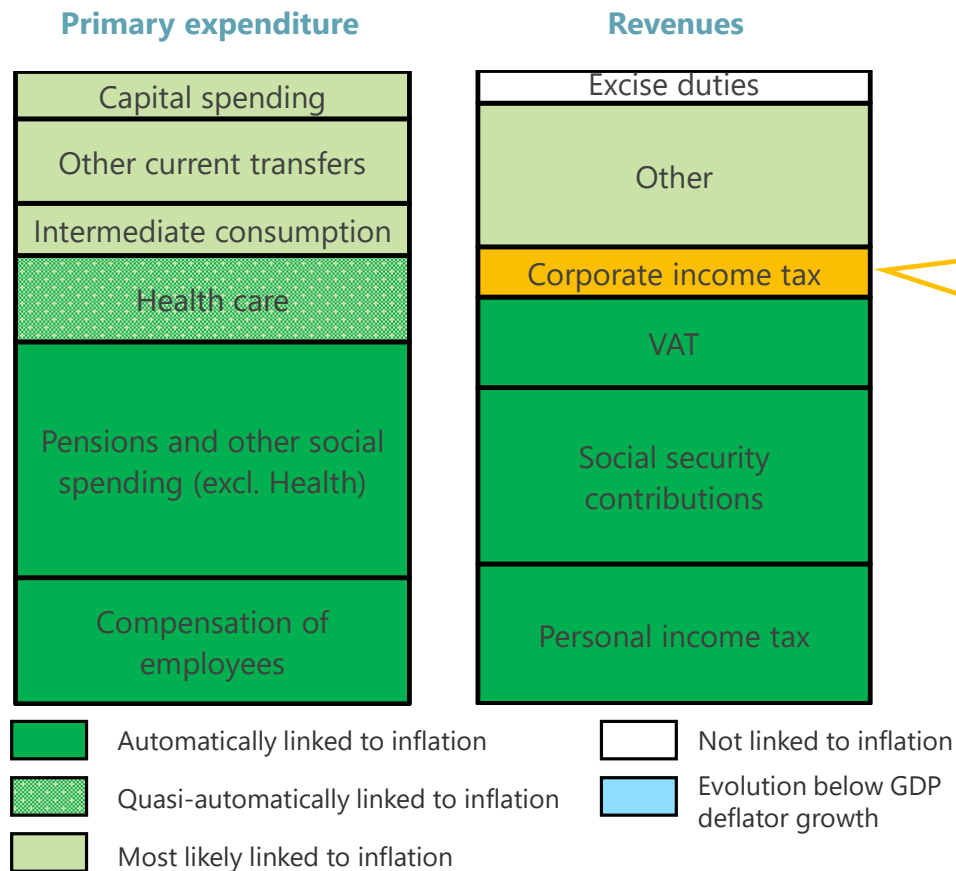 Primary expenditure
Revenues
Capital spending
Other current transfers
Intermediate consumption
Health care
Pensions and other social
spending (excl. Health)
Compensation of
employees
Excise duties
Other
Corporate income tax
VAT
Social security
contributions
Personal income tax
Automatically linked to inflation
Quasi-automatically linked to inflation
Most likely linked to inflation
Not linked to inflation
Evolution below GDP
deflator growth